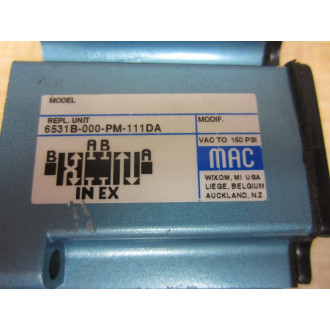 MODEL
REPL. UNIT
6531B-000-PM-111DA
MODIF.
VAC TO 150 PSI
MAC
WIXOM, MI USA
LIEGE, BELGIUM
AUCKLAND, N.Z.
A B
B A
IN EX